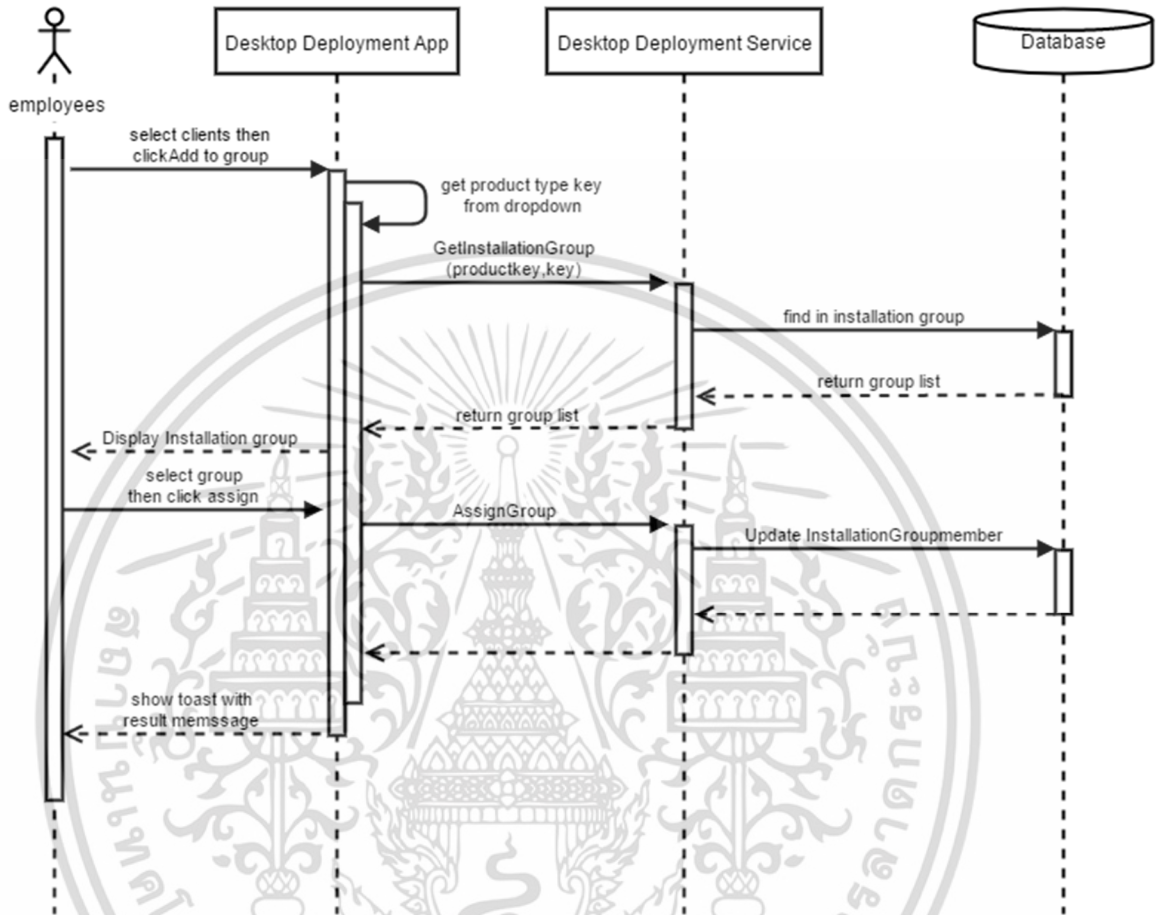 Desktop Deployment App
Desktop Deployment Service
Database
employees
select clients then
clickAdd to group
get product type key
from dropdown
GetInstallationGroup
(productkey,key)
find in installation group
return group list
return group list
Display Installation group
select group
then click assign
AssignGroup
Update InstallationGroupmember
show toast with
result memssage